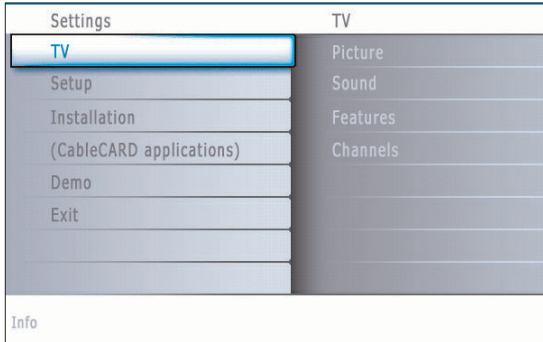 Settings
TV
TV
Picture
Setup
Sound
Installation
Features
(CableCARD applications)
Channels
Demo
Exit
Info